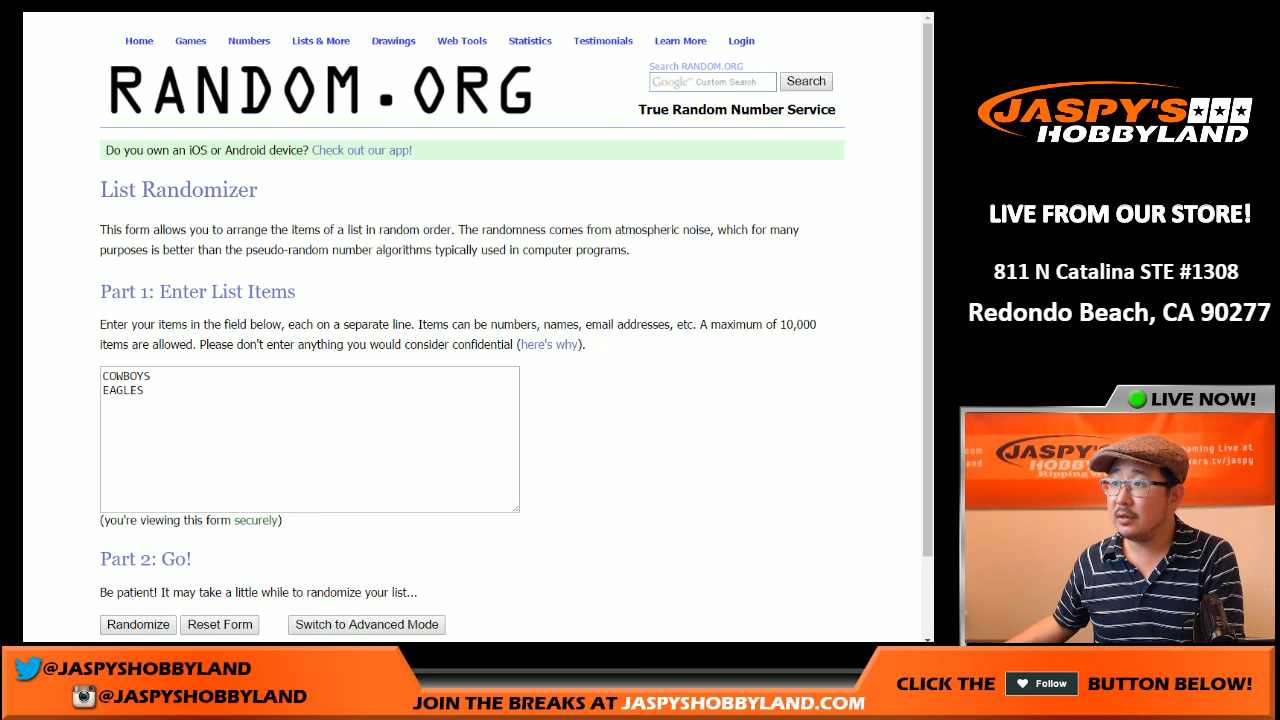 Home Games Numbers Lists & More Drawings Web Tools Statistics Testimonials Learn More Login
RANDOM.ORG
Search RANDOM.ORG
Google™ Custom Search Search
True Random Number Service
Do you own an iOS or Android device? Check out our app!
List Randomizer
This form allows you to arrange the items of a list in random order. The randomness comes from atmospheric noise, which for many
purposes is better than the pseudo-random number algorithms typically used in computer programs.
Part 1: Enter List Items
Enter your items in the field below, each on a separate line. Items can be numbers, names, email addresses, etc. A maximum of 10,000
items are allowed. Please don't enter anything you would consider confidential (here's why).
COWBOYS
EAGLES
(you're viewing this form securely)
Part 2: Go!
Be patient! It may take a little while to randomize your list...
Randomize Reset Form Switch to Advanced Mode
JASPY'S
HOBBYLAND
LIVE FROM OUR STORE!
811 N Catalina STE #1308
Redondo Beach, CA 90277
LIVE NOW!
JASPY'S
@JASPYSHOBBYLAND
@JASPYSHOBBYLAND
JOIN THE BREAKS AT JASPYSHOBBYLAND.COM
CLICK THE Follow BUTTON BELOW!